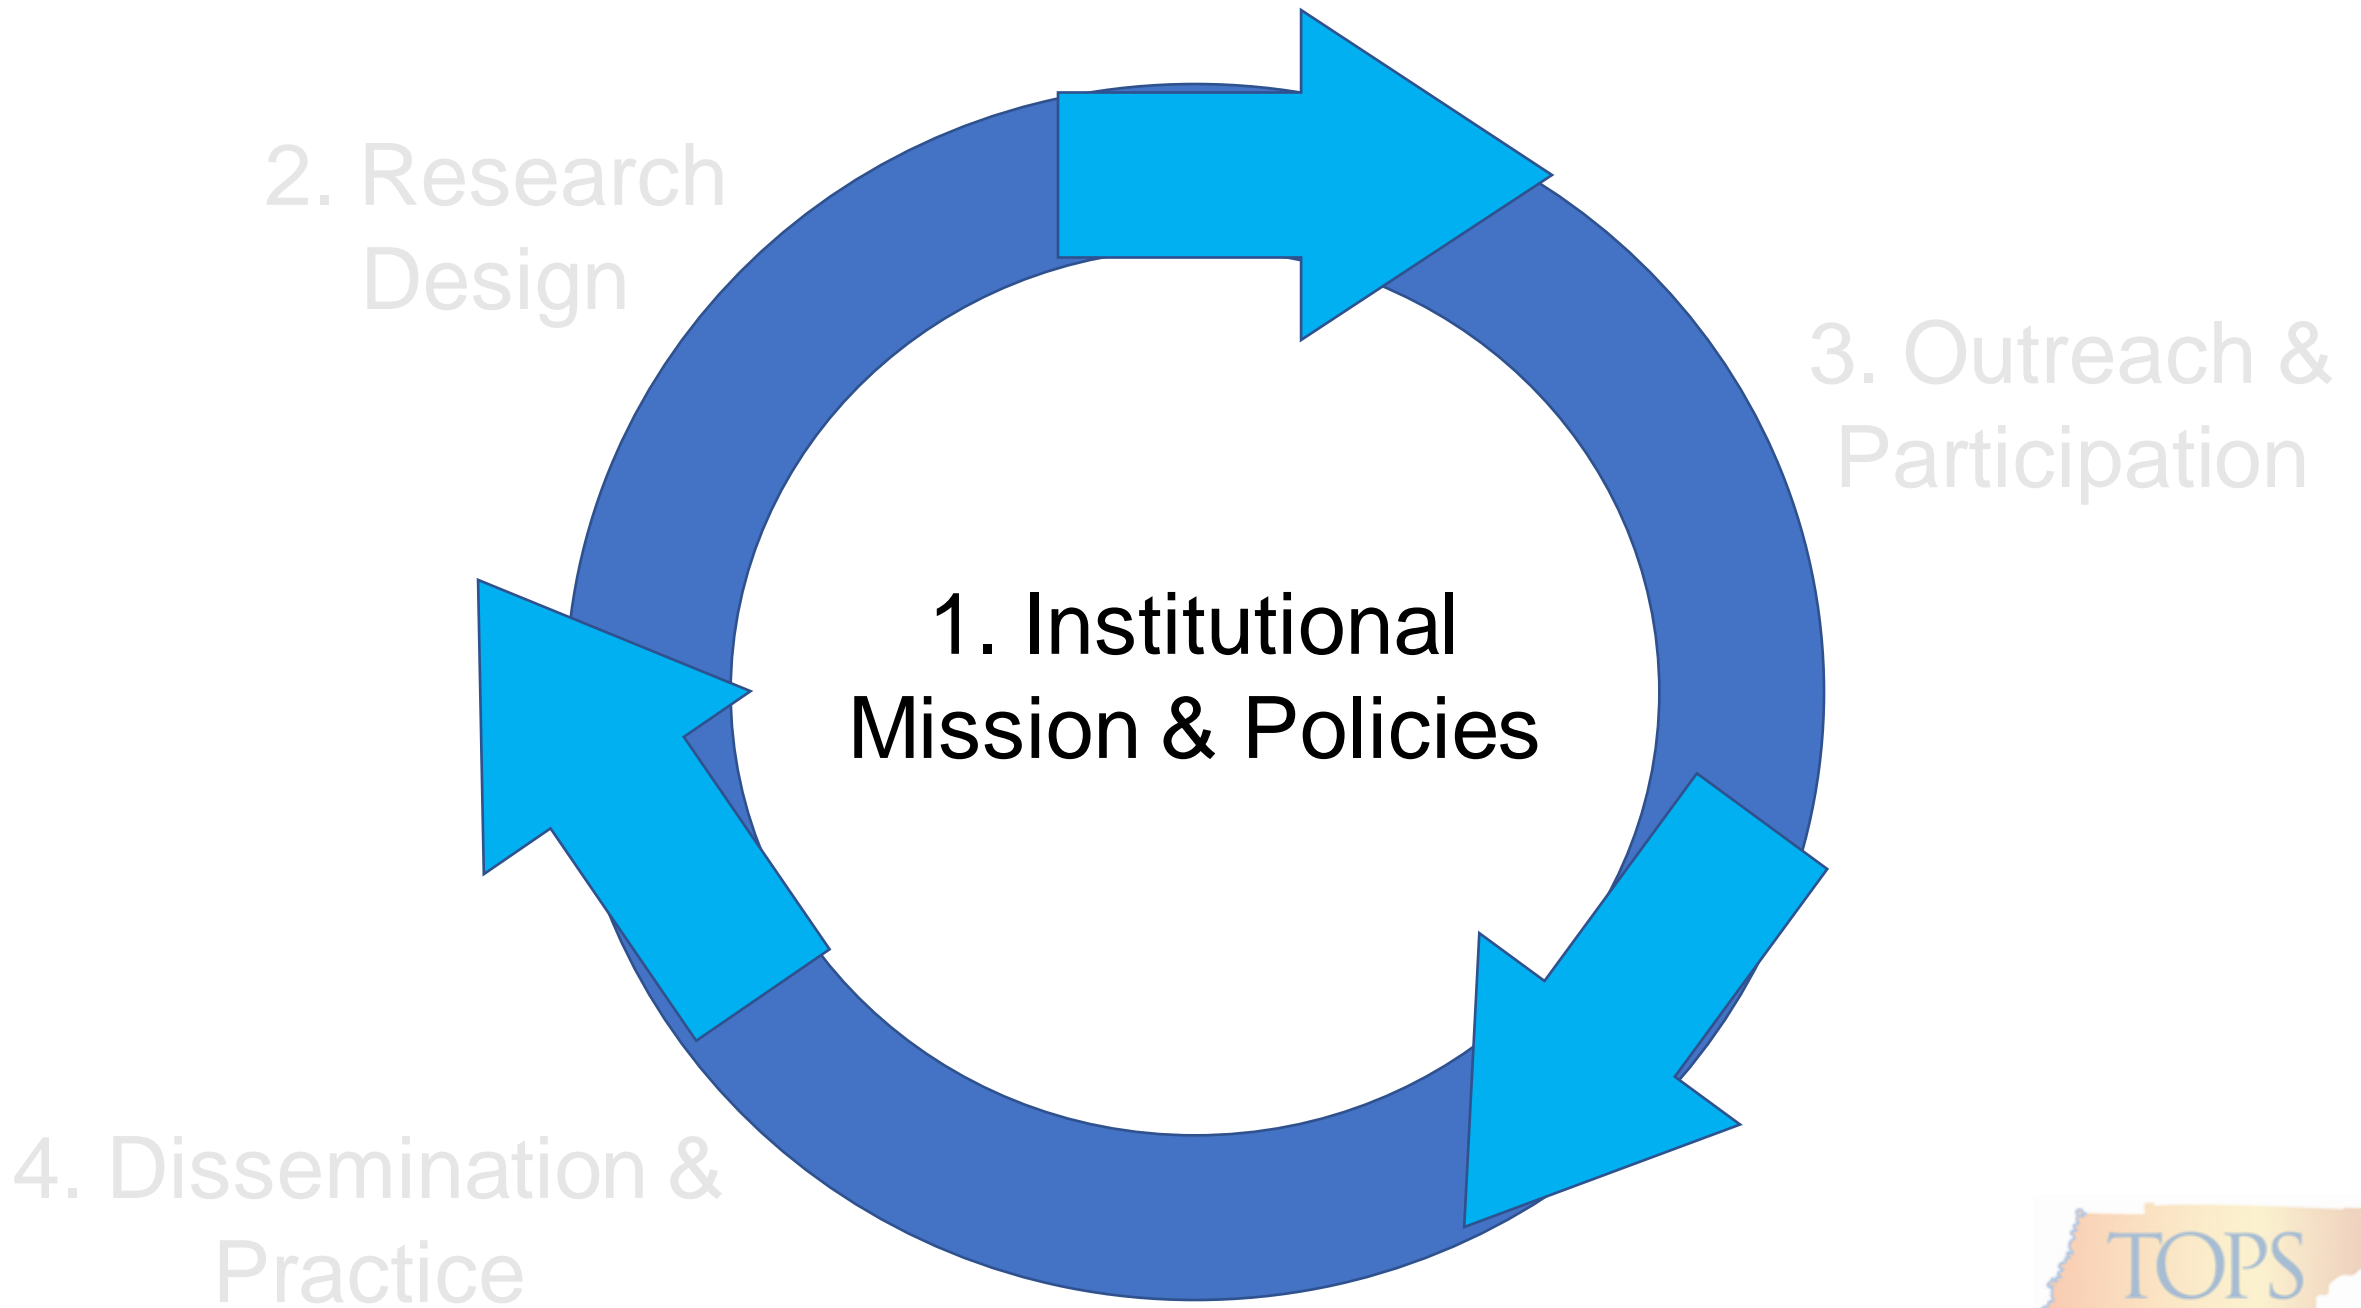 2. Research
Design
3. Outreach &
Participation
1. Institutional
Mission & Policies
4. Dissemination &
Practice
TOPS